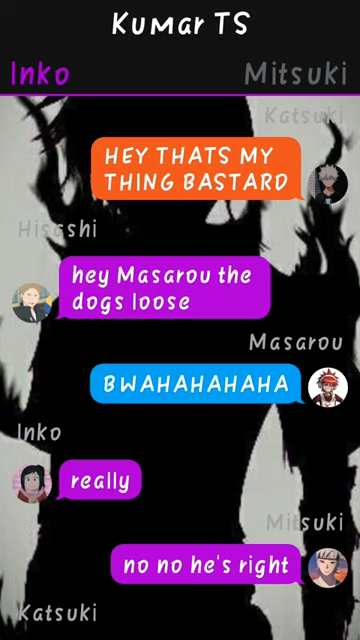 Kumar TS
Inko
Mitsuki
Katsuki
HEY THATS MY
THING BASTARD
Hisashi
hey Masarou the
dogs loose
Masarou
BWAHAHAHAHA
Inko
really
Mitsuki
no no he's right
Katsuki